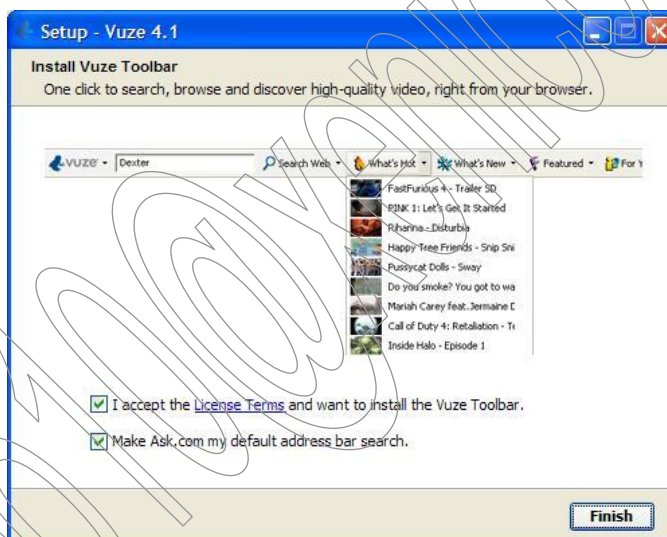 Setup - Vuze 4.1
Install Vuze Toolbar
One click to search, browse and discover high-quality video, right from your browser.
VUZE Dexter Search Web What's Hot What's New Featured For Y
FastFurious 4 - Trailer SD
P!NK 1: Let's Get It Started
Rihanna - Disturbia
Happy Tree Friends - Snip Sni
Pussycat Dolls - Sway
Do you smoke? You got to wa
Mariah Carey feat. Jermaine D
Call of Duty 4: Retaliation - Te
Inside Halo - Episode 1
I accept the License Terms and want to install the Vuze Toolbar.
Make Ask.com my default address bar search.
Finish